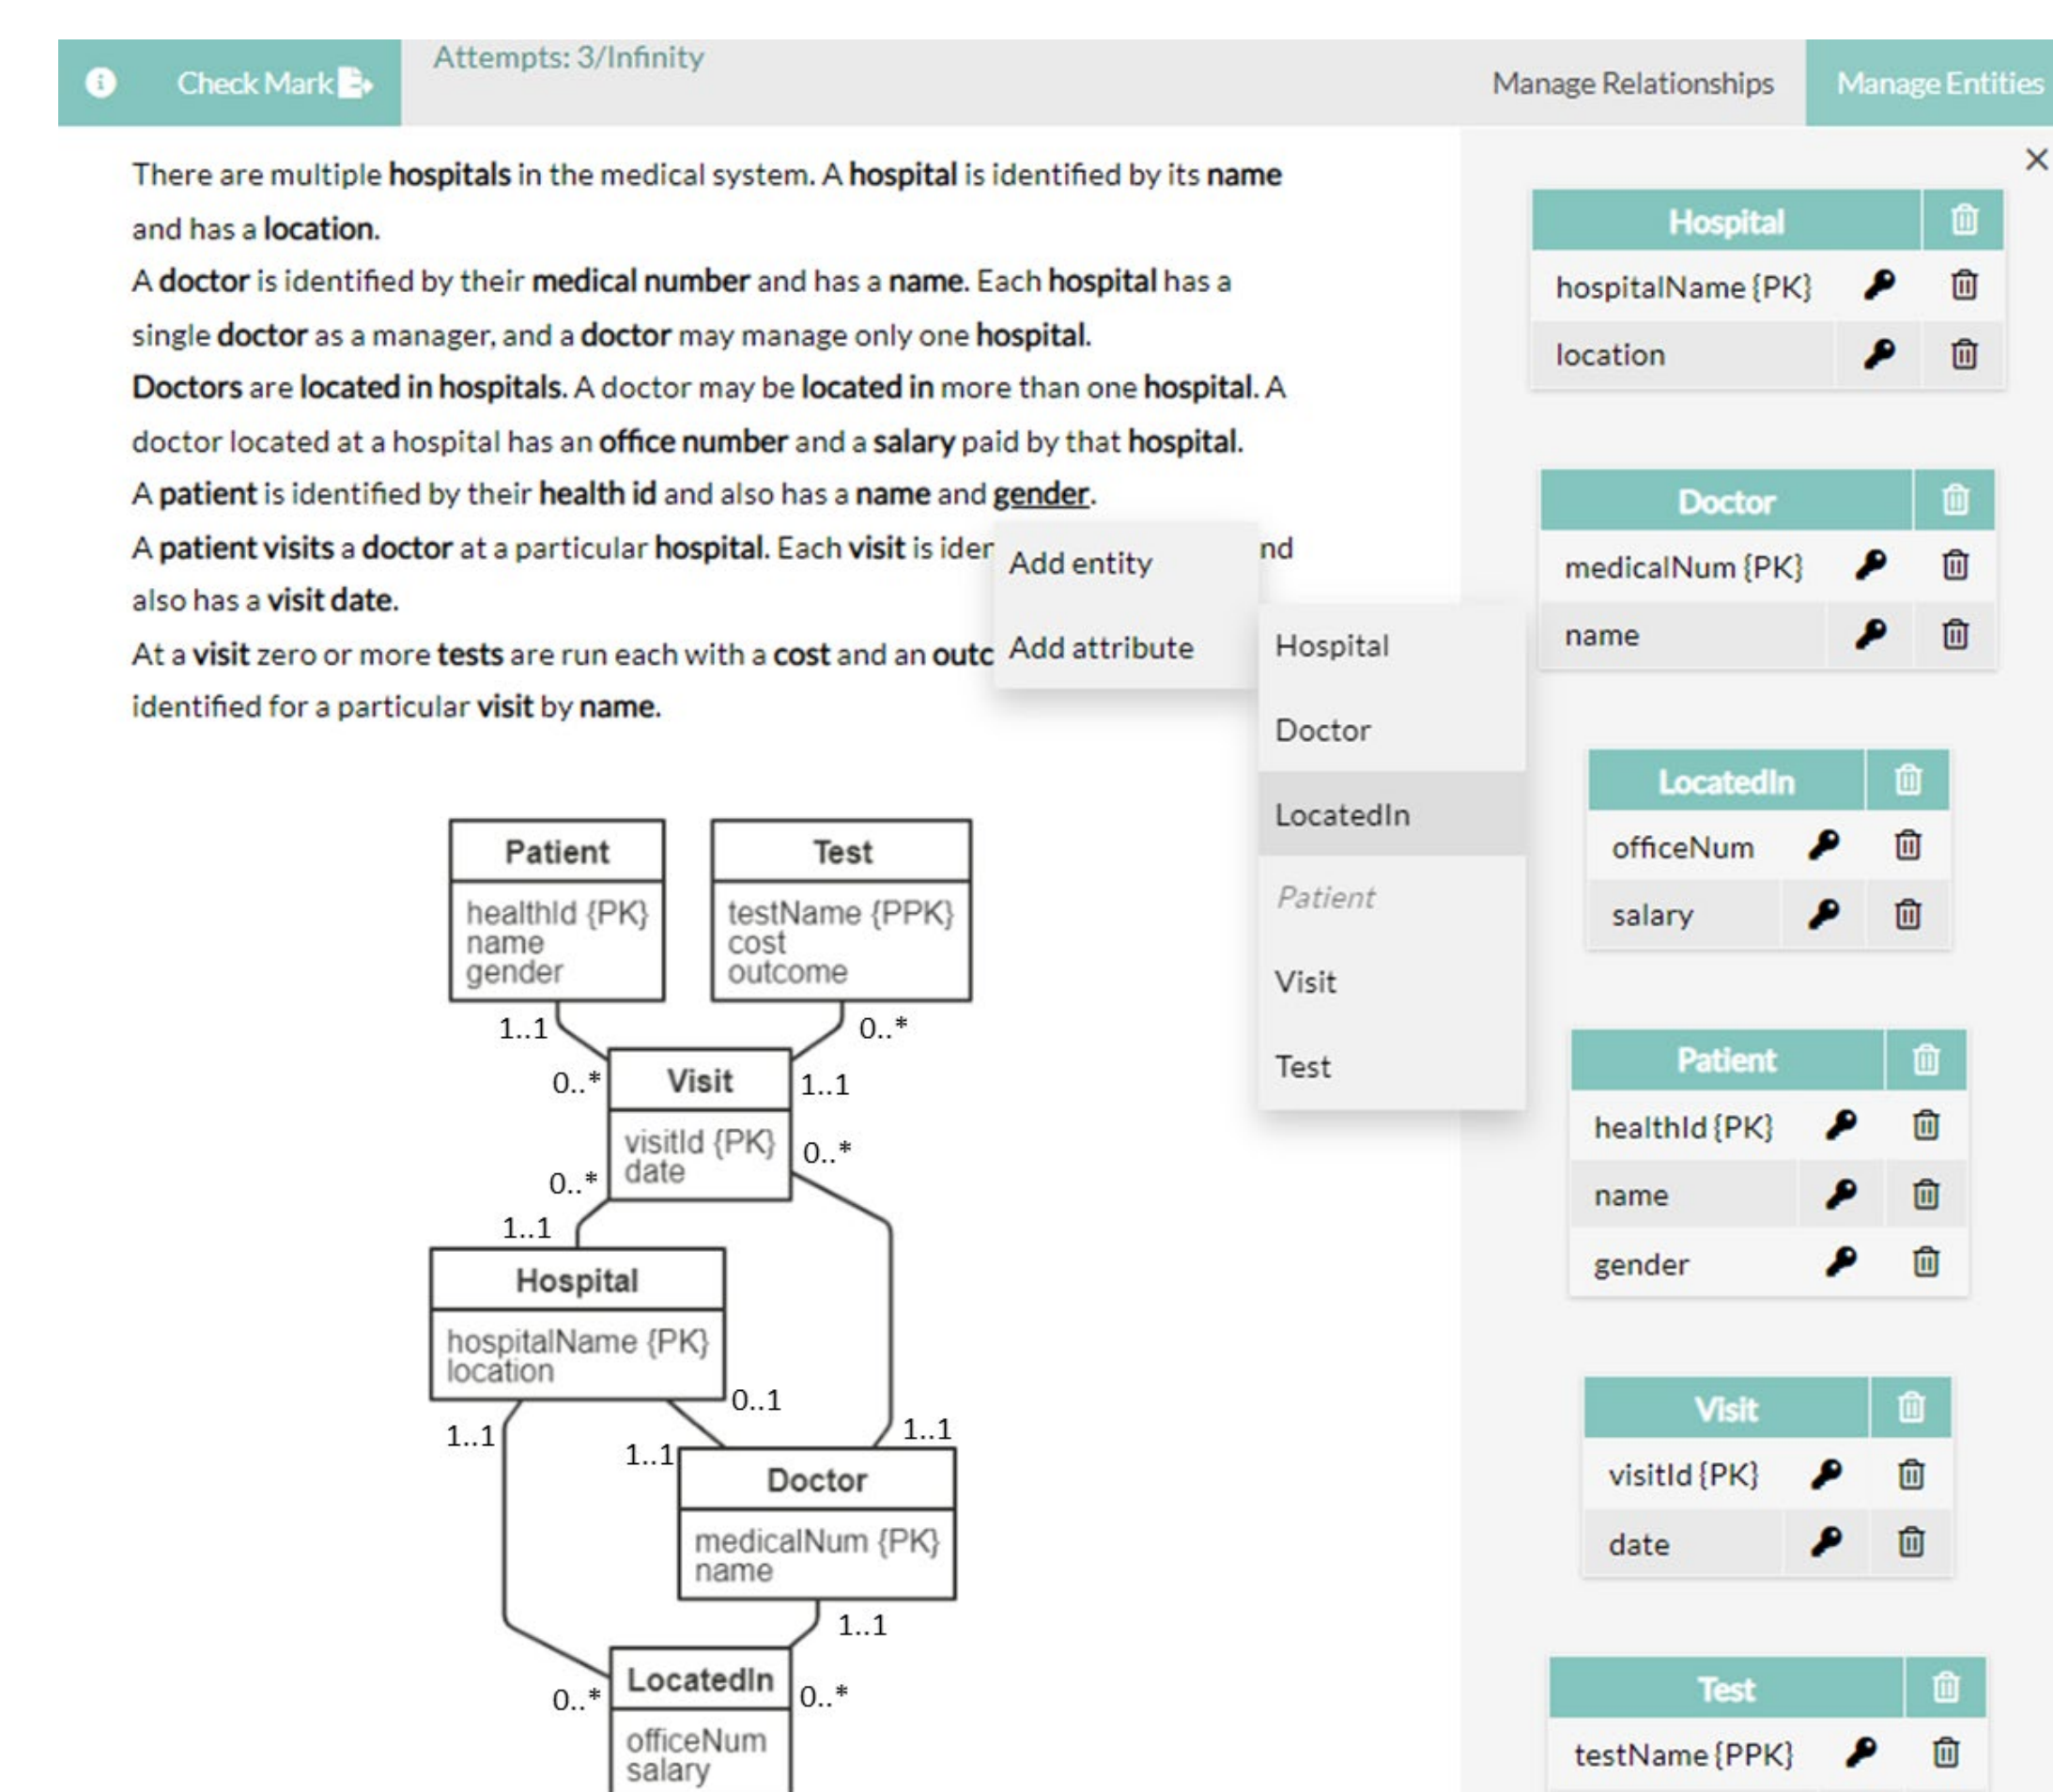 Check Mark
Attempts: 3/Infinity
Manage Relationships
Manage Entities
There are multiple hospitals in the medical system. A hospital is identified by its name
and has a location.
A doctor is identified by their medical number and has a name. Each hospital has a
single doctor as a manager, and a doctor may manage only one hospital.
Doctors are located in hospitals. A doctor may be located in more than one hospital. A
doctor located at a hospital has an office number and a salary paid by that hospital.
A patient is identified by their health id and also has a name and gender.
A patient visits a doctor at a particular hospital. Each visit is iden nd
also has a visit date.
At a visit zero or more tests are run each with a cost and an outc
identified for a particular visit by name.
Add entity
Add attribute
Hospital
Doctor
LocatedIn
Patient
Visit
Test
Patient
healthId {PK}
name
gender
Test
testName {PPK}
cost
outcome
1..1
0..*
0..*
Visit
1..1
visitId {PK}
date
0..*
0..*
1..1
Hospital
hospitalName {PK}
location
0..1
1..1
1..1
1..1
Doctor
medicalNum {PK}
name
1..1
LocatedIn
0..*
0..*
officeNum
salary
Hospital
hospitalName {PK}
location
Doctor
medicalNum {PK}
name
LocatedIn
officeNum
salary
Patient
healthId {PK}
name
gender
Visit
visitId {PK}
date
Test
testName {PPK}